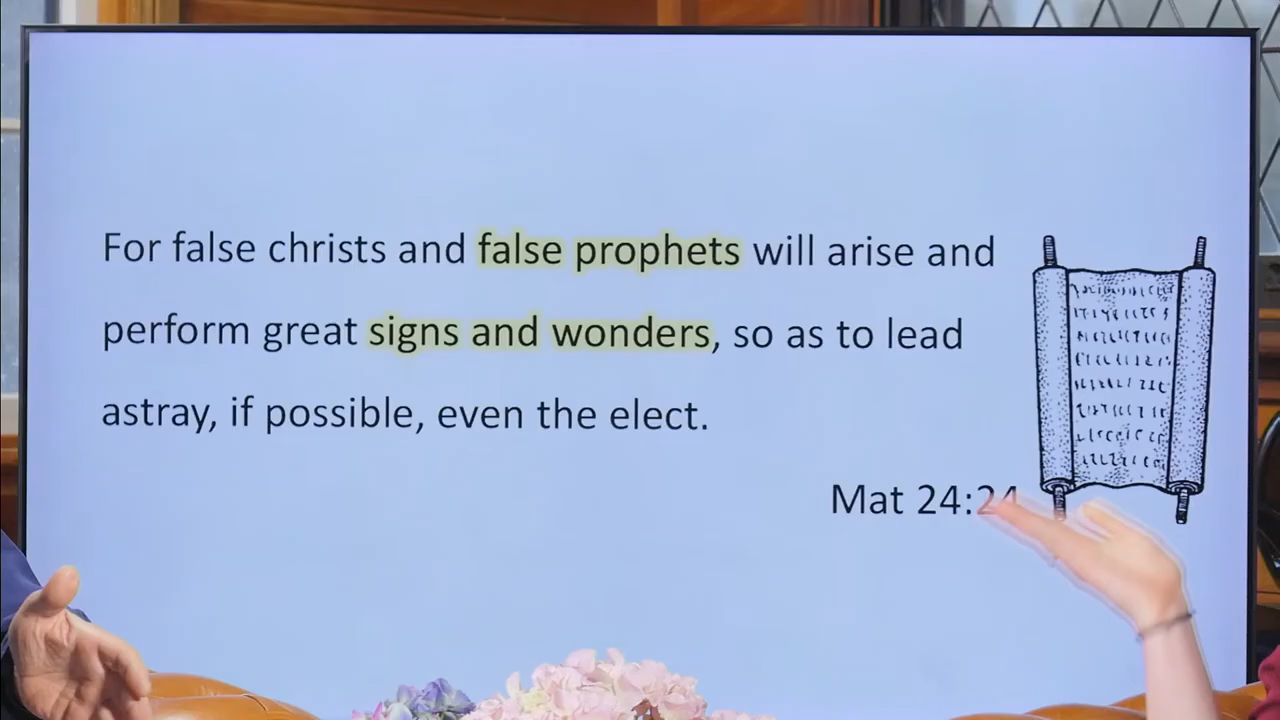 For false christs and false prophets will arise and
perform great signs and wonders, so as to lead
astray, if possible, even the elect.
Mat 24:24